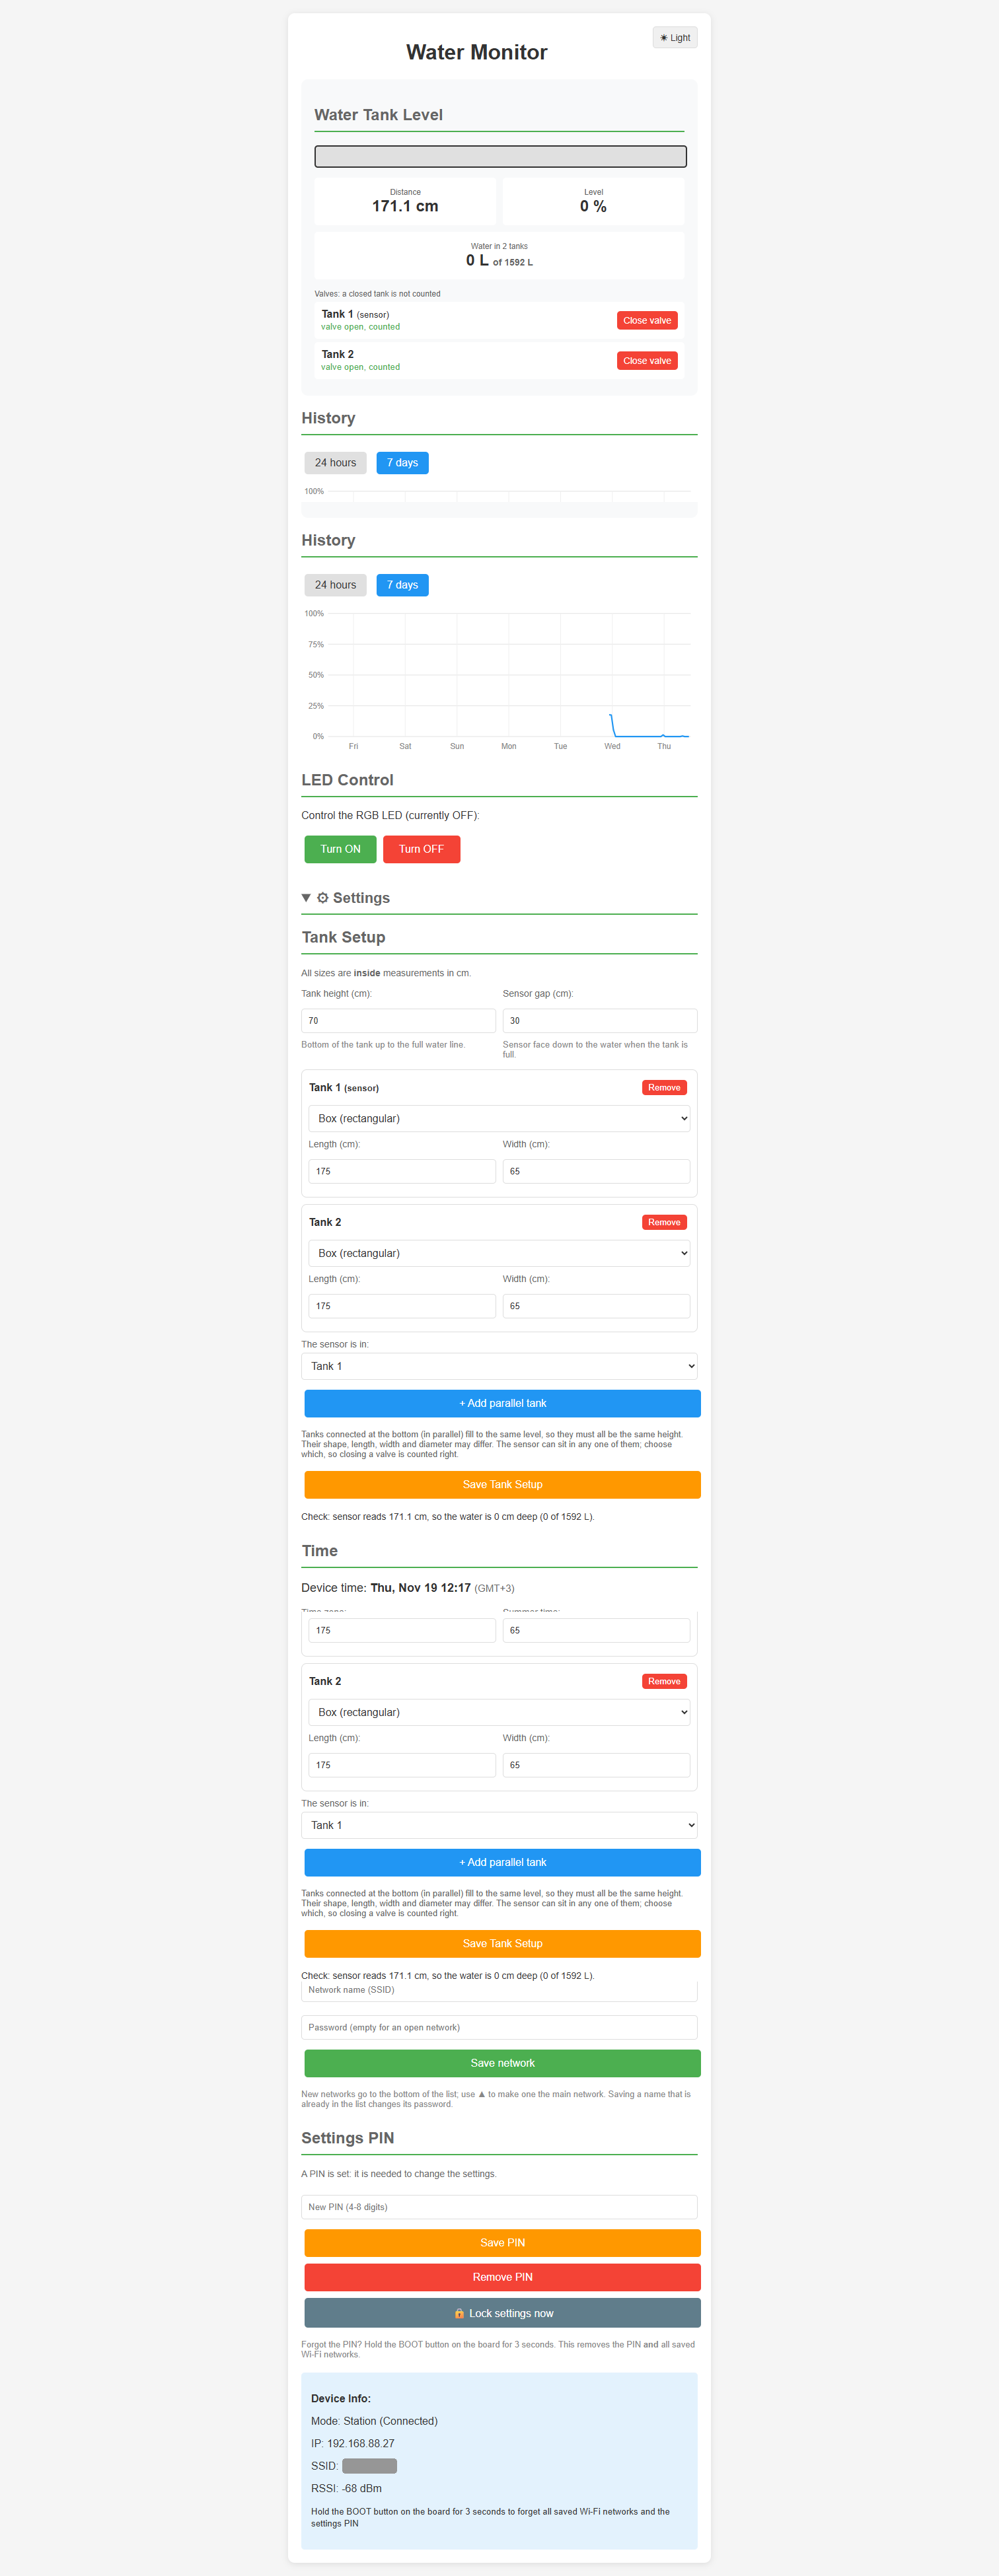 ☀ Light
Water Monitor
Water Tank Level
Distance
171.1 cm
Level
0 %
Water in 2 tanks
0 L of 1592 L
Valves: a closed tank is not counted
Tank 1 (sensor)
valve open, counted
Close valve
Tank 2
valve open, counted
Close valve
History
24 hours
7 days
100%
History
24 hours
7 days
100%
75%
50%
25%
0%
Fri Sat Sun Mon Tue Wed Thu
LED Control
Control the RGB LED (currently OFF):
Turn ON
Turn OFF
▼ ⚙ Settings
Tank Setup
All sizes are inside measurements in cm.
Tank height (cm):
Sensor gap (cm):
70
30
Bottom of the tank up to the full water line.
Sensor face down to the water when the tank is
full.
Tank 1 (sensor)
Remove
Box (rectangular)
Length (cm):
Width (cm):
175
65
Tank 2
Remove
Box (rectangular)
Length (cm):
Width (cm):
175
65
The sensor is in:
Tank 1
+ Add parallel tank
Tanks connected at the bottom (in parallel) fill to the same level, so they must all be the same height.
Their shape, length, width and diameter may differ. The sensor can sit in any one of them; choose
which, so closing a valve is counted right.
Save Tank Setup
Check: sensor reads 171.1 cm, so the water is 0 cm deep (0 of 1592 L).
Time
Device time: Thu, Nov 19 12:17 (GMT+3)
Time zone:
Summer time:
175
65
Tank 2
Remove
Box (rectangular)
Length (cm):
Width (cm):
175
65
The sensor is in:
Tank 1
+ Add parallel tank
Tanks connected at the bottom (in parallel) fill to the same level, so they must all be the same height.
Their shape, length, width and diameter may differ. The sensor can sit in any one of them; choose
which, so closing a valve is counted right.
Save Tank Setup
Check: sensor reads 171.1 cm, so the water is 0 cm deep (0 of 1592 L).
Network name (SSID)
Password (empty for an open network)
Save network
New networks go to the bottom of the list; use ▲ to make one the main network. Saving a name that is
already in the list changes its password.
Settings PIN
A PIN is set: it is needed to change the settings.
New PIN (4-8 digits)
Save PIN
Remove PIN
🔒 Lock settings now
Forgot the PIN? Hold the BOOT button on the board for 3 seconds. This removes the PIN and all saved
Wi-Fi networks.
Device Info:
Mode: Station (Connected)
IP: 192.168.88.27
SSID:
RSSI: -68 dBm
Hold the BOOT button on the board for 3 seconds to forget all saved Wi-Fi networks and the
settings PIN